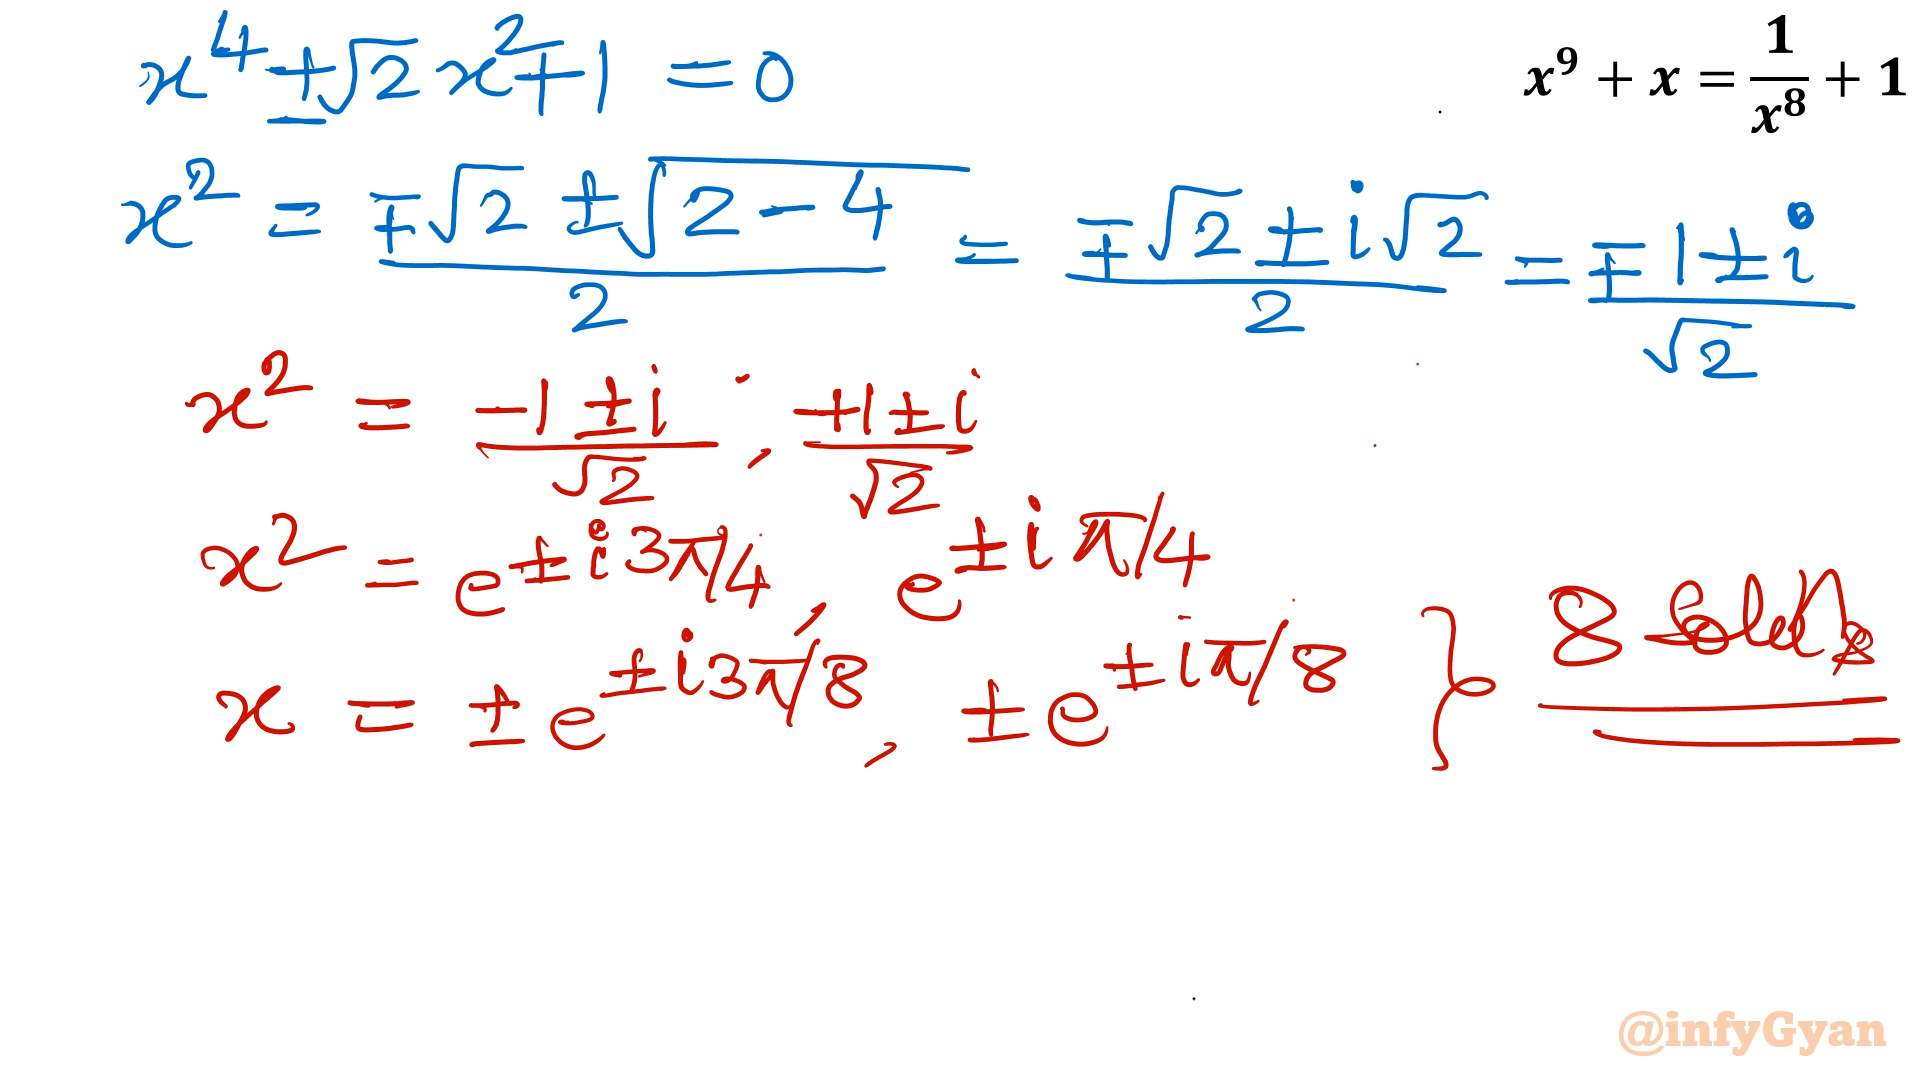 x⁴ ± √2 x² + 1 = 0
x⁹ + x = 1/x⁸ + 1
x² = (∓√2 ± √(2 − 4))/2 = (∓√2 ± i√2)/2 = (∓1 ± i)/√2
x² = (−1 ± i)/√2 , (+1 ± i)/√2
x² = e^(±i3π/4) , e^(±iπ/4)
x = ±e^(±i3π/8) , ±e^(±iπ/8) } 8 solⁿs
@infyGyan